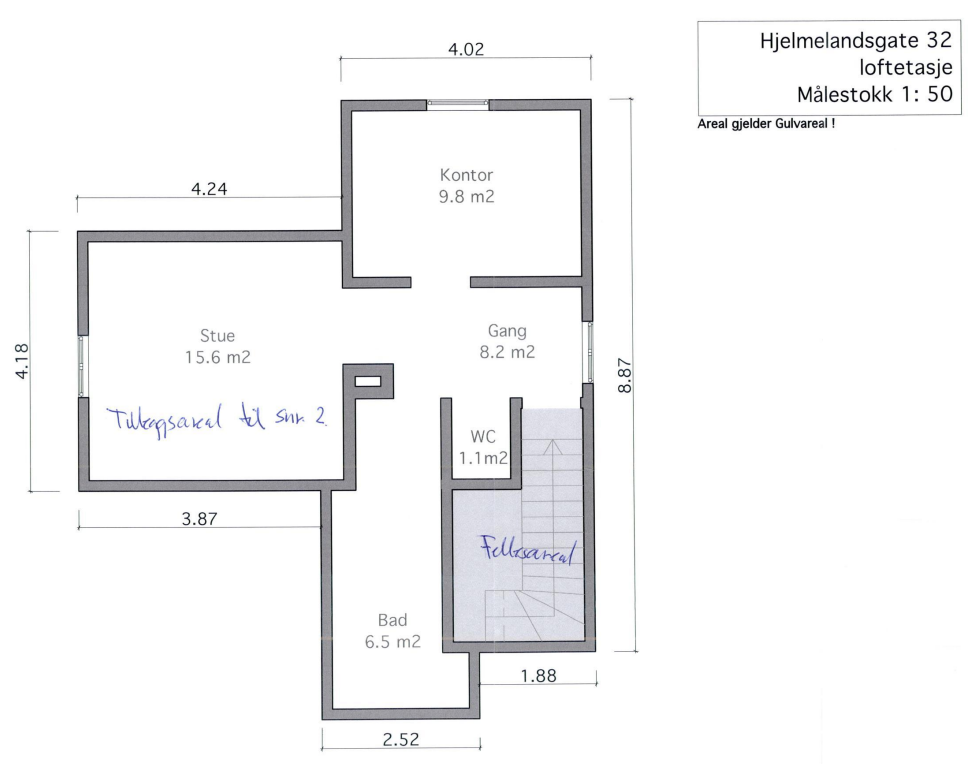 Hjelmelandsgate 32
loftetasje
Målestokk 1: 50
Areal gjelder Gulvareal !
4.02
4.24
Kontor
9.8 m2
4.18
Stue
15.6 m2
Gang
8.2 m2
8.87
Tilleggsareal til snr. 2.
WC
1.1m2
3.87
Fellesareal
Bad
6.5 m2
1.88
2.52